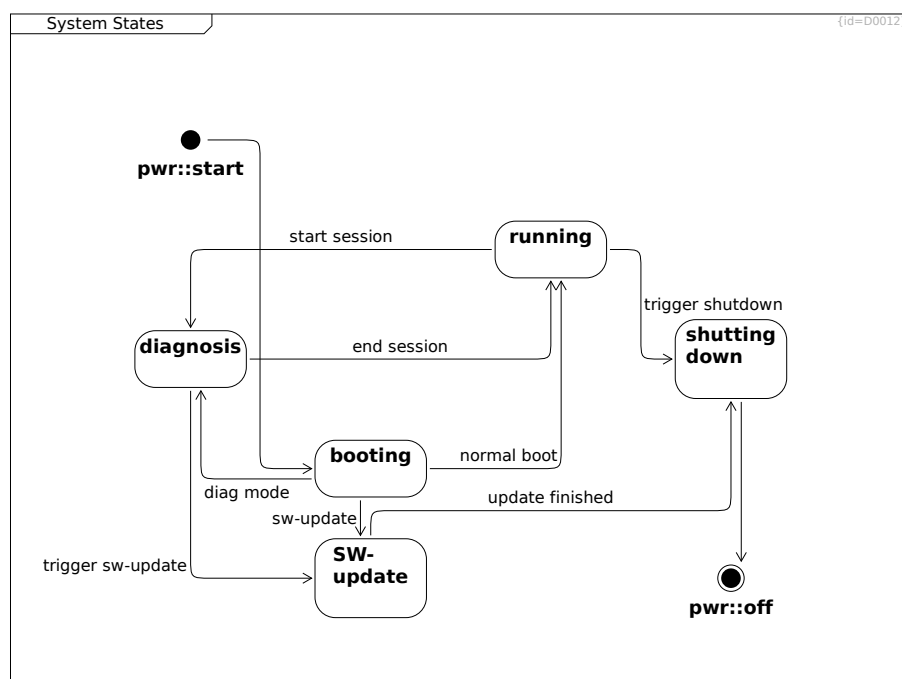 System States
{id=D0012
pwr::start
running
start session
trigger shutdown
shutting
down
diagnosis
end session
booting
normal boot
diag mode
update finished
sw-update
SW-
update
trigger sw-update
pwr::off